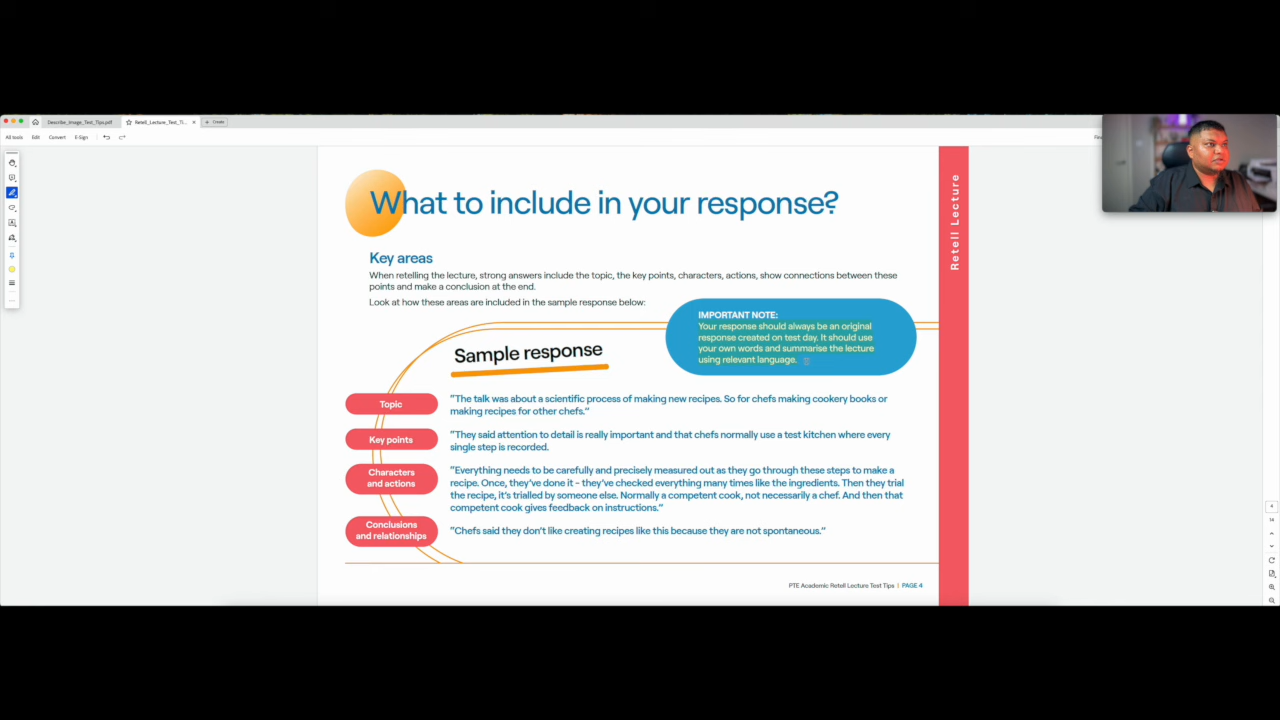 Describe_Image_Test_Tips.pdf
Retell_Lecture_Test_Ti...
Create
All tools
Edit
Convert
E-Sign
What to include in your response?
Retell Lecture
Key areas
When retelling the lecture, strong answers include the topic, the key points, characters, actions, show connections between these
points and make a conclusion at the end.
Look at how these areas are included in the sample response below:
IMPORTANT NOTE:
Your response should always be an original
response created on test day. It should use
your own words and summarise the lecture
using relevant language.
Sample response
Topic
"The talk was about a scientific process of making new recipes. So for chefs making cookery books or
making recipes for other chefs."
Key points
"They said attention to detail is really important and that chefs normally use a test kitchen where every
single step is recorded.
Characters
and actions
"Everything needs to be carefully and precisely measured out as they go through these steps to make a
recipe. Once, they've done it - they've checked everything many times like the ingredients. Then they trial
the recipe, it's trialled by someone else. Normally a competent cook, not necessarily a chef. And then that
competent cook gives feedback on instructions."
Conclusions
and relationships
"Chefs said they don't like creating recipes like this because they are not spontaneous."
PTE Academic Retell Lecture Test Tips | PAGE 4
4
14